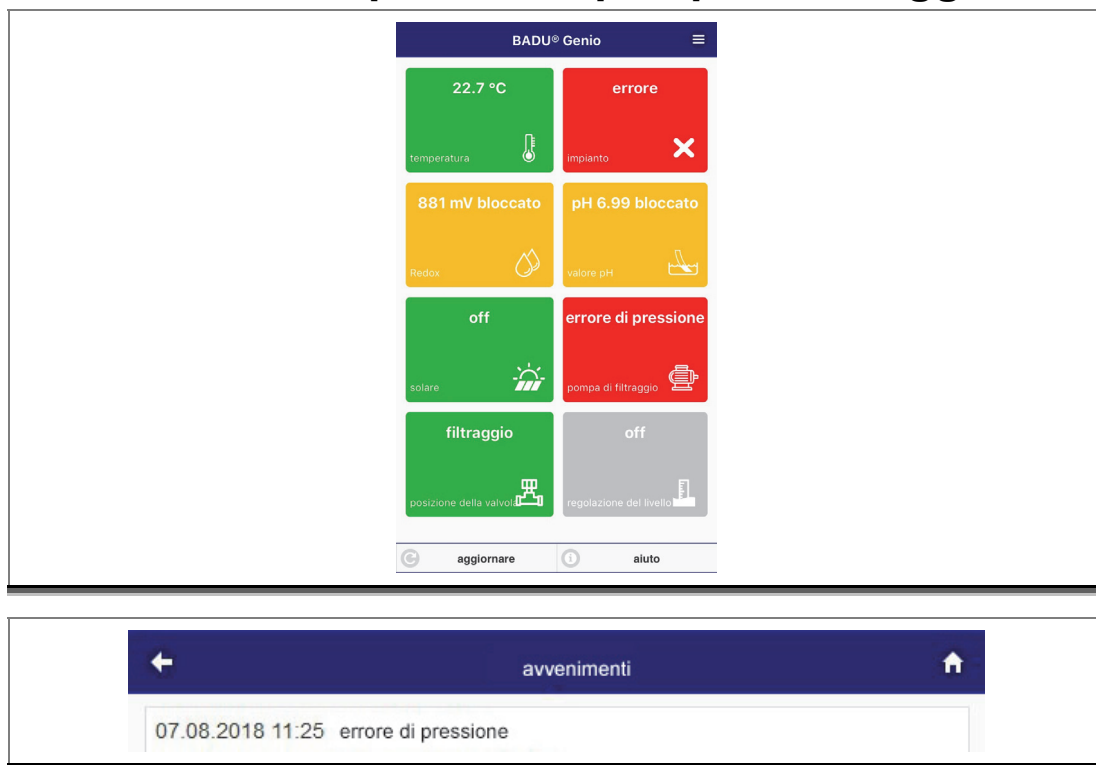 BADU® Genio
22.7 °C
errore
temperatura
impianto
881 mV bloccato
pH 6.99 bloccato
Redox
valore pH
off
errore di pressione
solare
pompa di filtraggio
filtraggio
off
posizione della valvola
regolazione del livello
aggiornare
aiuto
avvenimenti
07.08.2018 11:25 errore di pressione